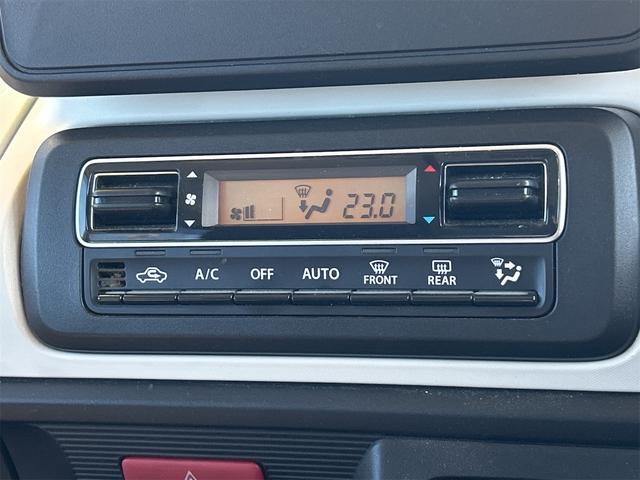 23.0
A/C OFF AUTO FRONT REAR